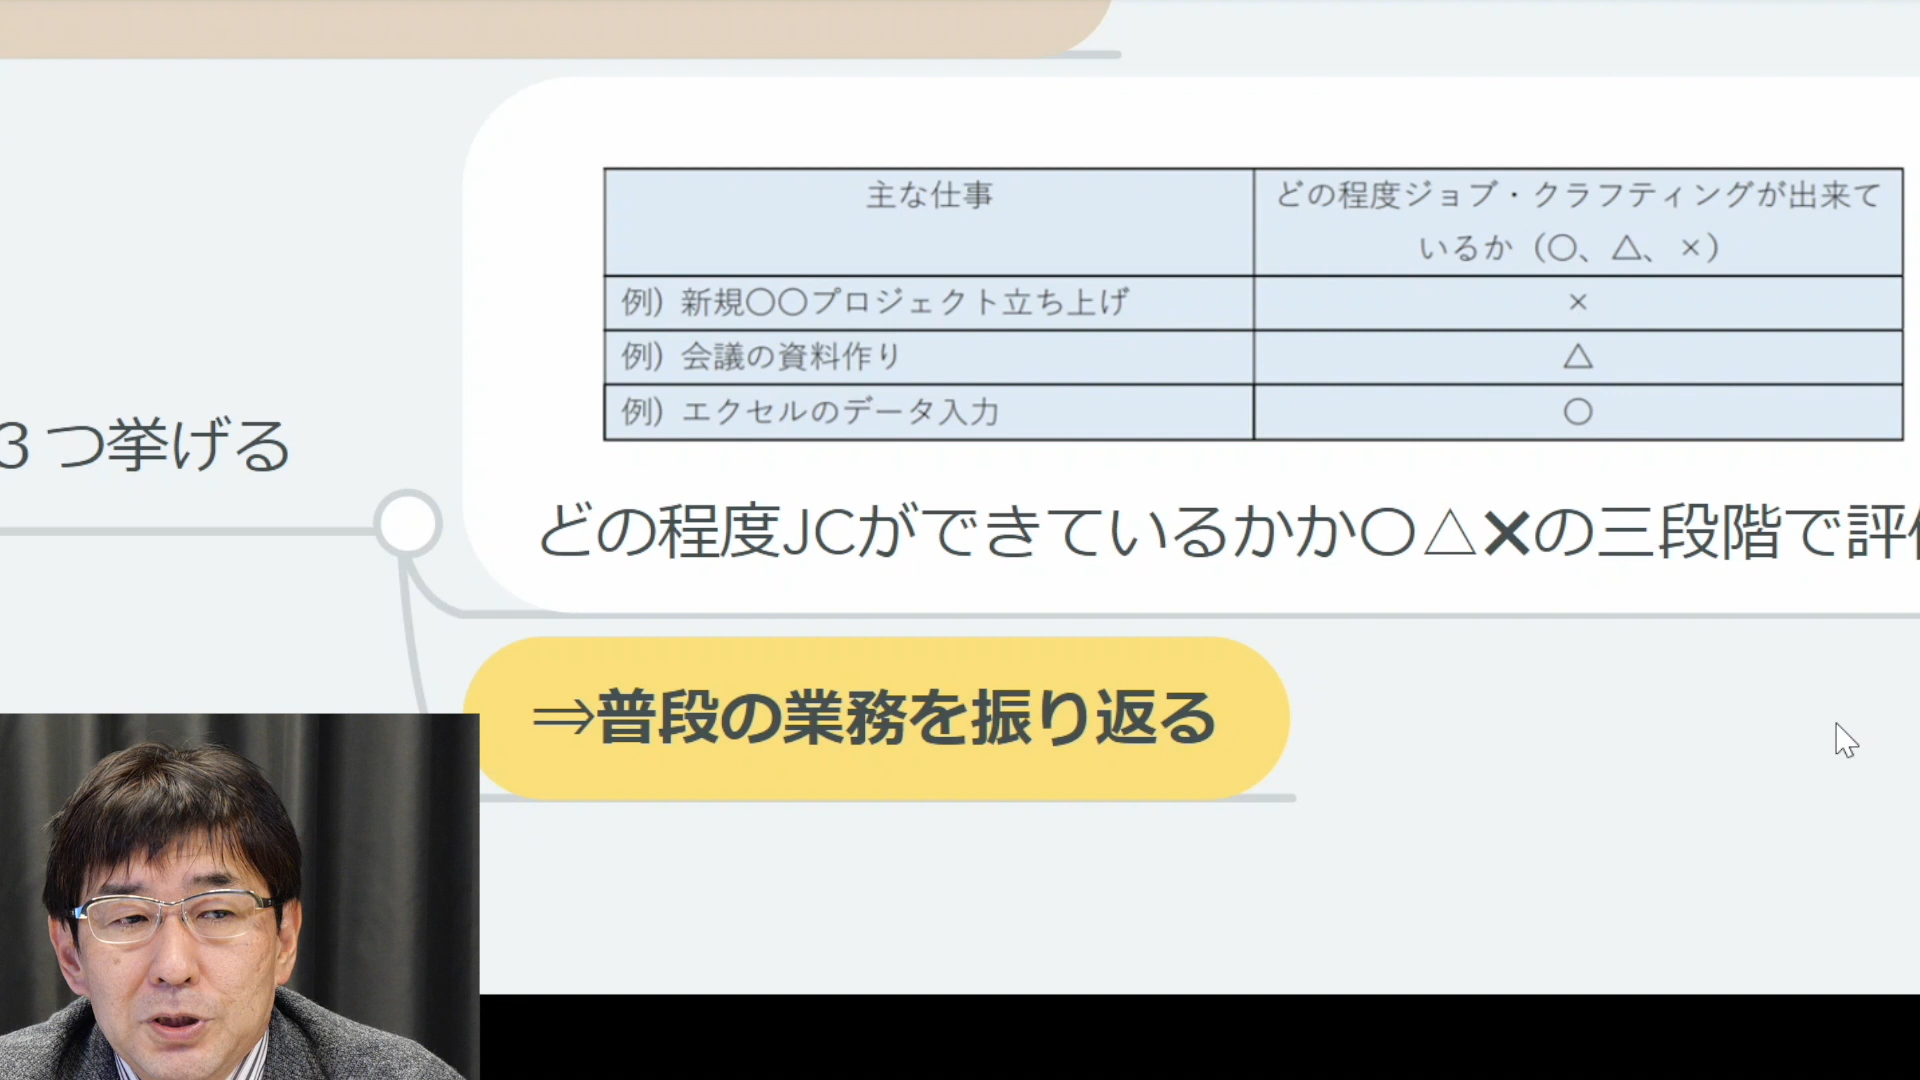 主な仕事
どの程度ジョブ・クラフティングが出来て
いるか（〇、△、×）
例）新規〇〇プロジェクト立ち上げ
×
例）会議の資料作り
△
例）エクセルのデータ入力
〇
３つ挙げる
どの程度JCができているかか〇△✖の三段階で評
⇒普段の業務を振り返る